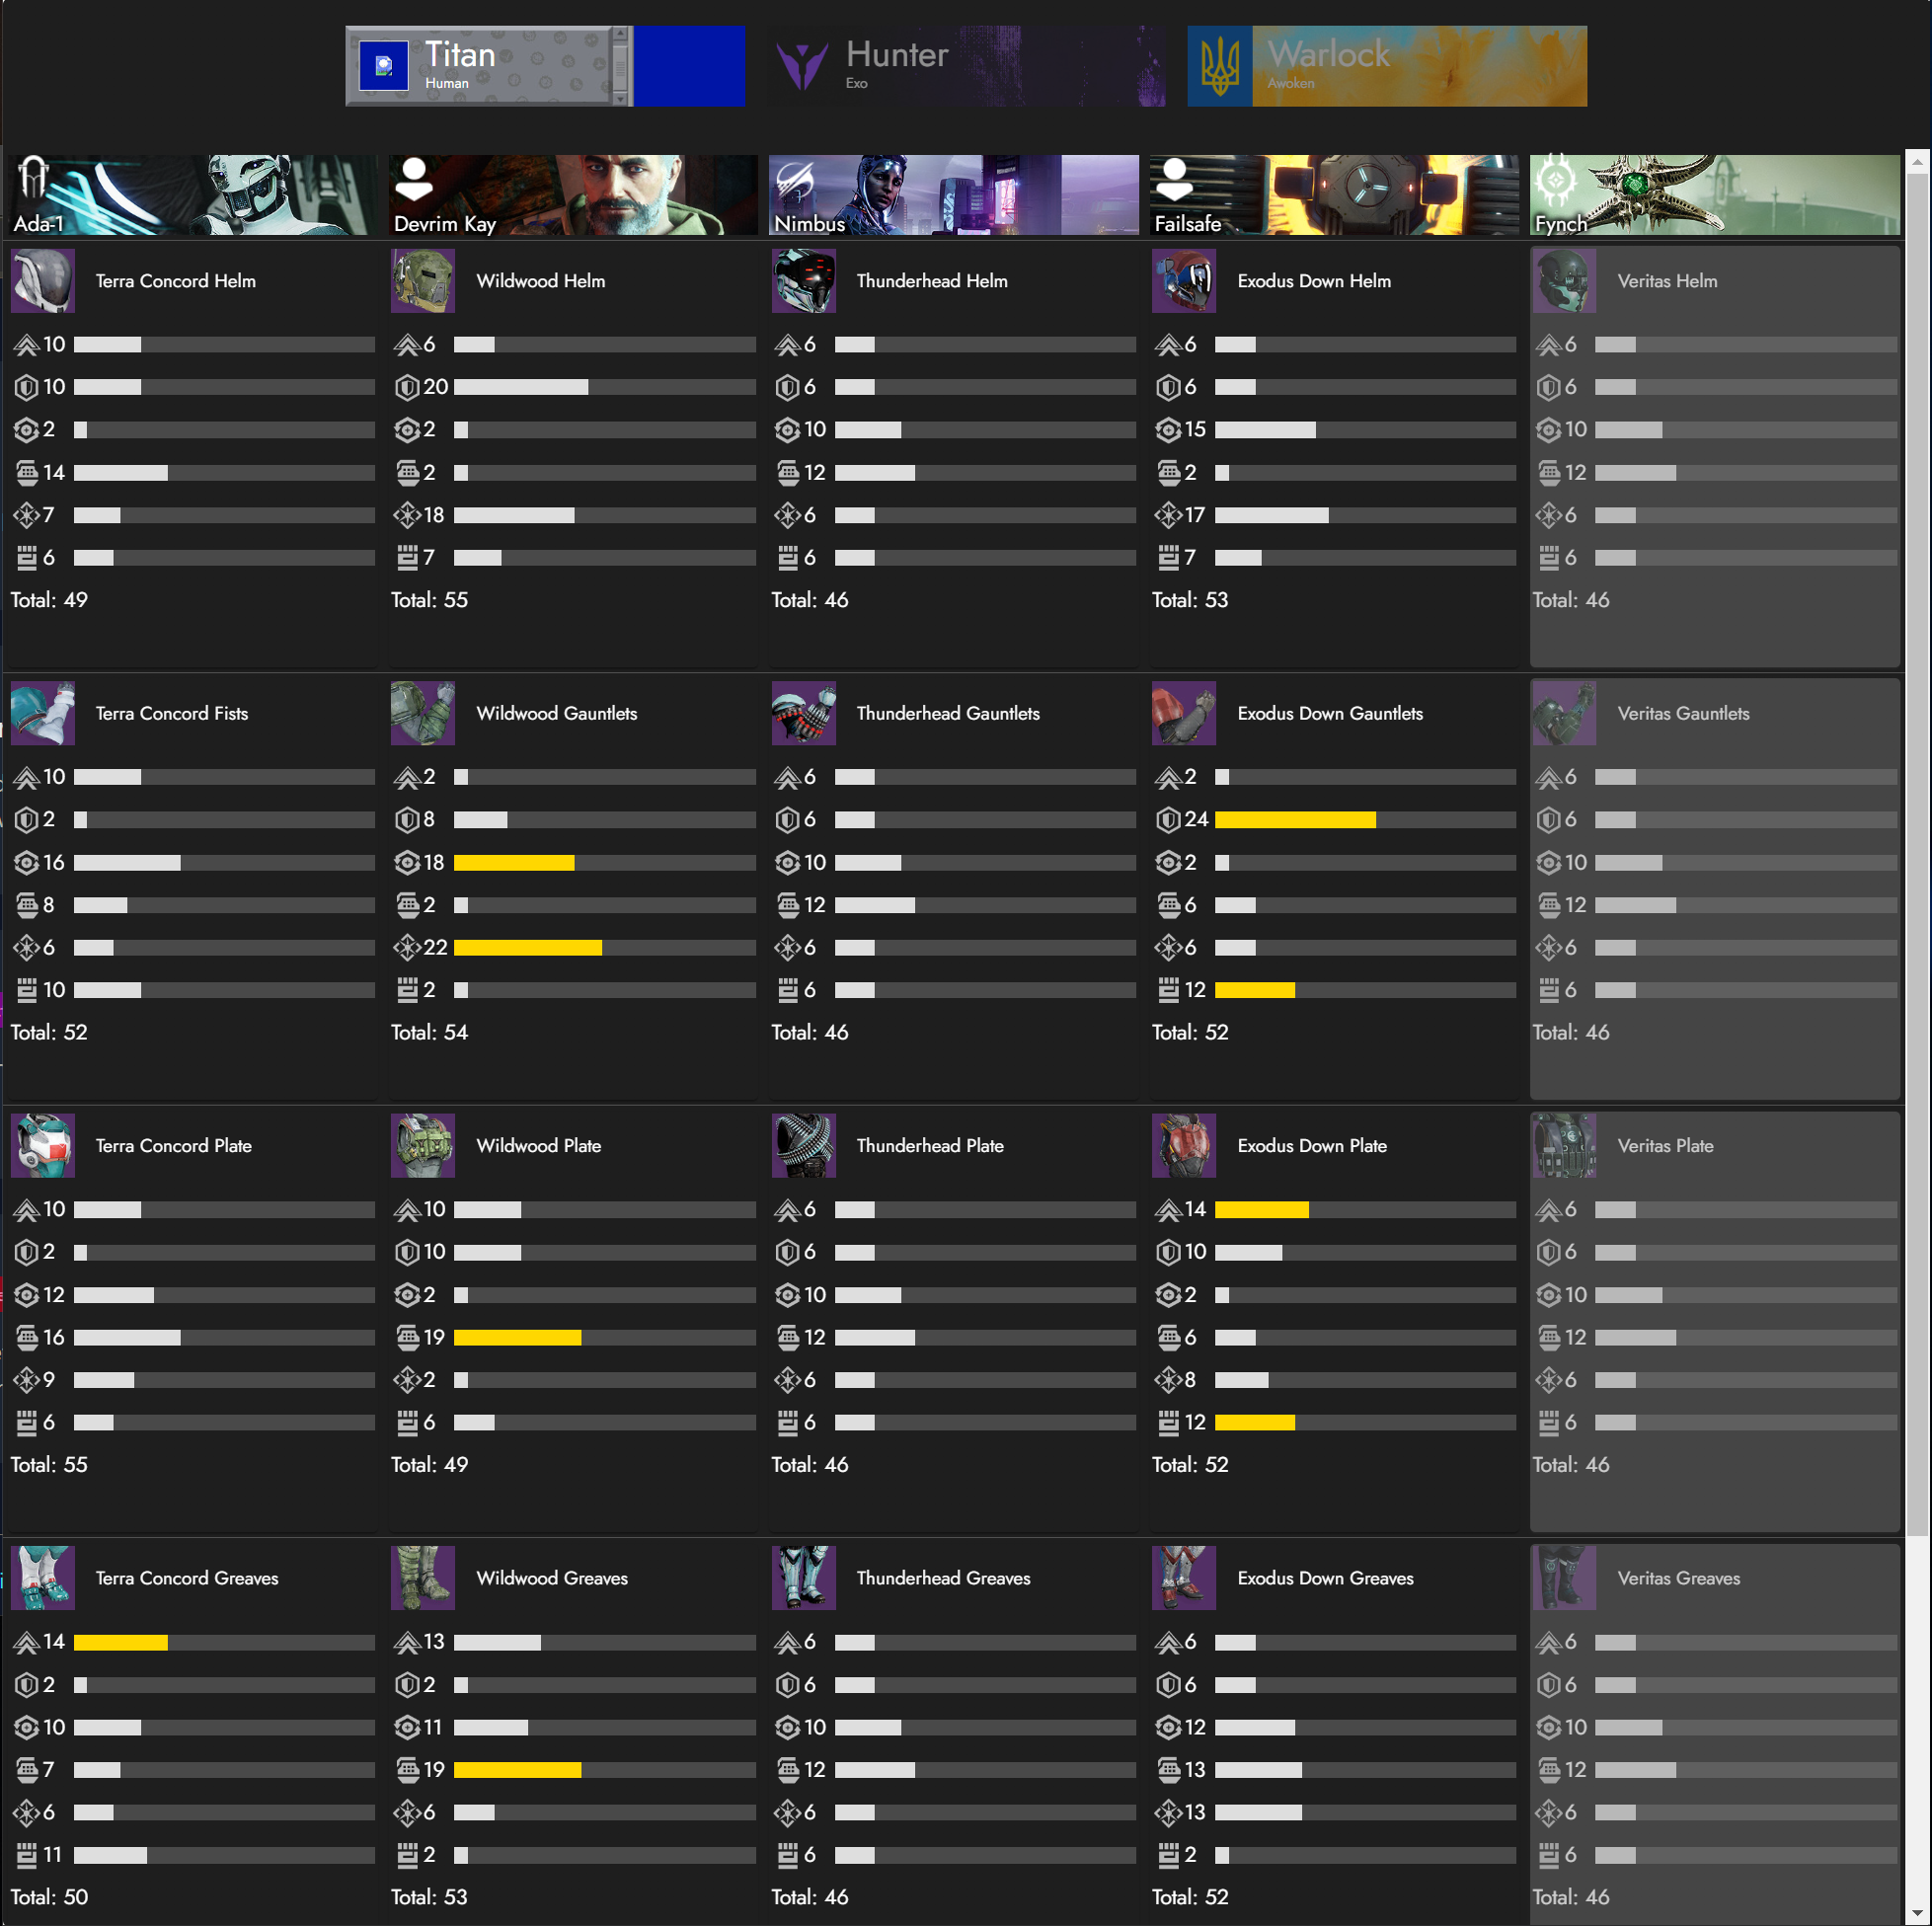 Titan
Human
Hunter
Exo
Warlock
Awoken
Ada-1
Devrim Kay
Nimbus
Failsafe
Fynch
Terra Concord Helm
10
10
2
14
7
6
Total: 49
Wildwood Helm
6
20
2
2
18
7
Total: 55
Thunderhead Helm
6
6
10
12
6
6
Total: 46
Exodus Down Helm
6
6
15
2
17
7
Total: 53
Veritas Helm
6
6
10
12
6
6
Total: 46
Terra Concord Fists
10
2
16
8
6
10
Total: 52
Wildwood Gauntlets
2
8
18
2
22
2
Total: 54
Thunderhead Gauntlets
6
6
10
12
6
6
Total: 46
Exodus Down Gauntlets
2
24
2
6
6
12
Total: 52
Veritas Gauntlets
6
6
10
12
6
6
Total: 46
Terra Concord Plate
10
2
12
16
9
6
Total: 55
Wildwood Plate
10
10
2
19
2
6
Total: 49
Thunderhead Plate
6
6
10
12
6
6
Total: 46
Exodus Down Plate
14
10
2
6
8
12
Total: 52
Veritas Plate
6
6
10
12
6
6
Total: 46
Terra Concord Greaves
14
2
10
7
6
11
Total: 50
Wildwood Greaves
13
2
11
19
6
2
Total: 53
Thunderhead Greaves
6
6
10
12
6
6
Total: 46
Exodus Down Greaves
6
6
12
13
13
2
Total: 52
Veritas Greaves
6
6
10
12
6
6
Total: 46